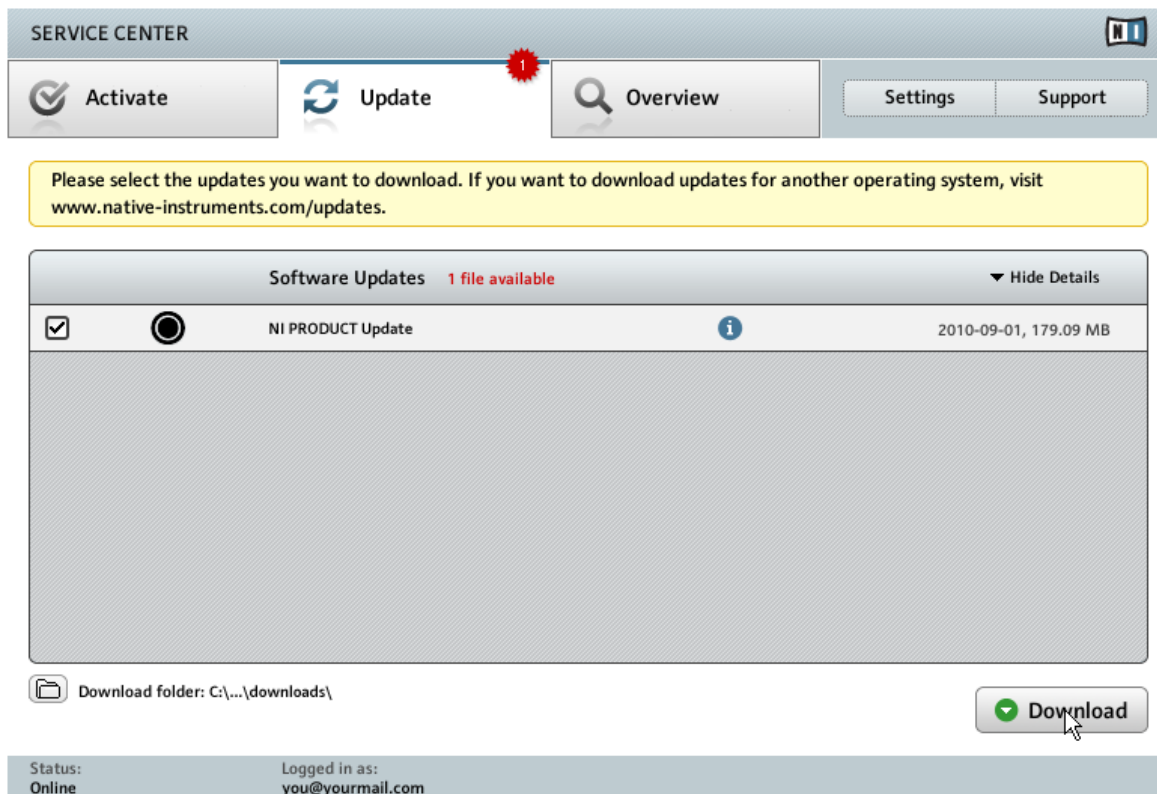 SERVICE CENTER
NI
Activate
Update
1
Overview
Settings
Support
Please select the updates you want to download. If you want to download updates for another operating system, visit
www.native-instruments.com/updates.
Software Updates 1 file available
Hide Details
NI PRODUCT Update
i
2010-09-01, 179.09 MB
Download folder: C:\...\downloads\
Download
Status:
Online
Logged in as:
you@yourmail.com